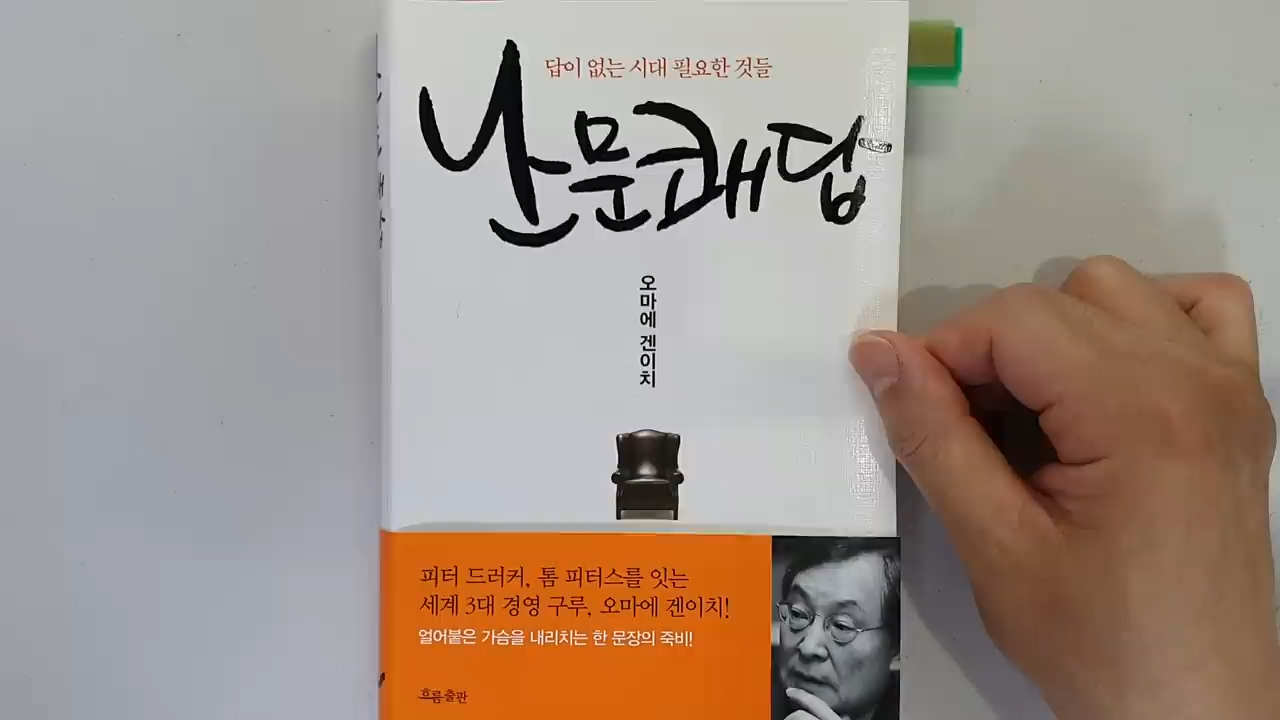 답이 없는 시대 필요한 것들
난문쾌답
오마에 겐이치
피터 드러커, 톰 피터스를 잇는
세계 3대 경영 구루, 오마에 겐이치!
얼어붙은 가슴을 내리치는 한 문장의 죽비!
흐름출판